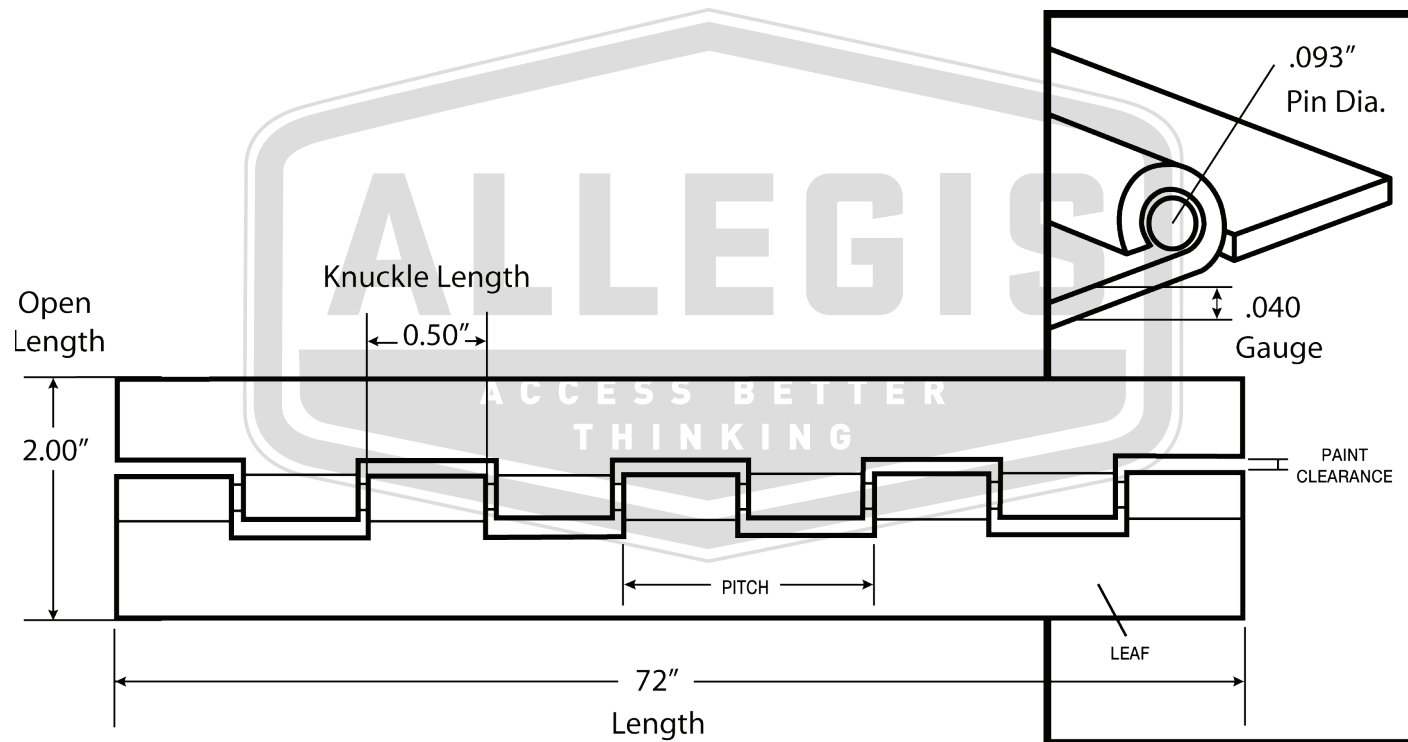 .093”
Pin Dia.
ALLEGIS
Knuckle Length
Open
Length
0.50”
.040
Gauge
ACCESS BETTER
THINKING
2.00”
PAINT
CLEARANCE
PITCH
LEAF
72”
Length